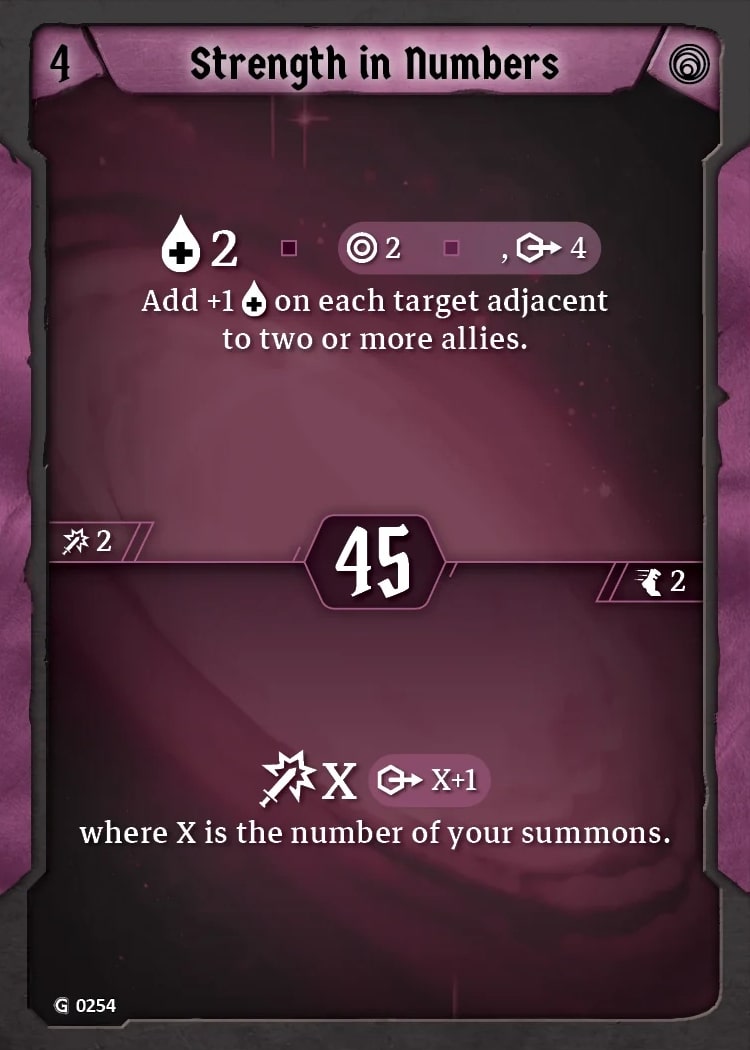 4 Strength in Numbers
2 2 , 4
Add +1 on each target adjacent
to two or more allies.
2
45
2
X X+1
where X is the number of your summons.
G 0254